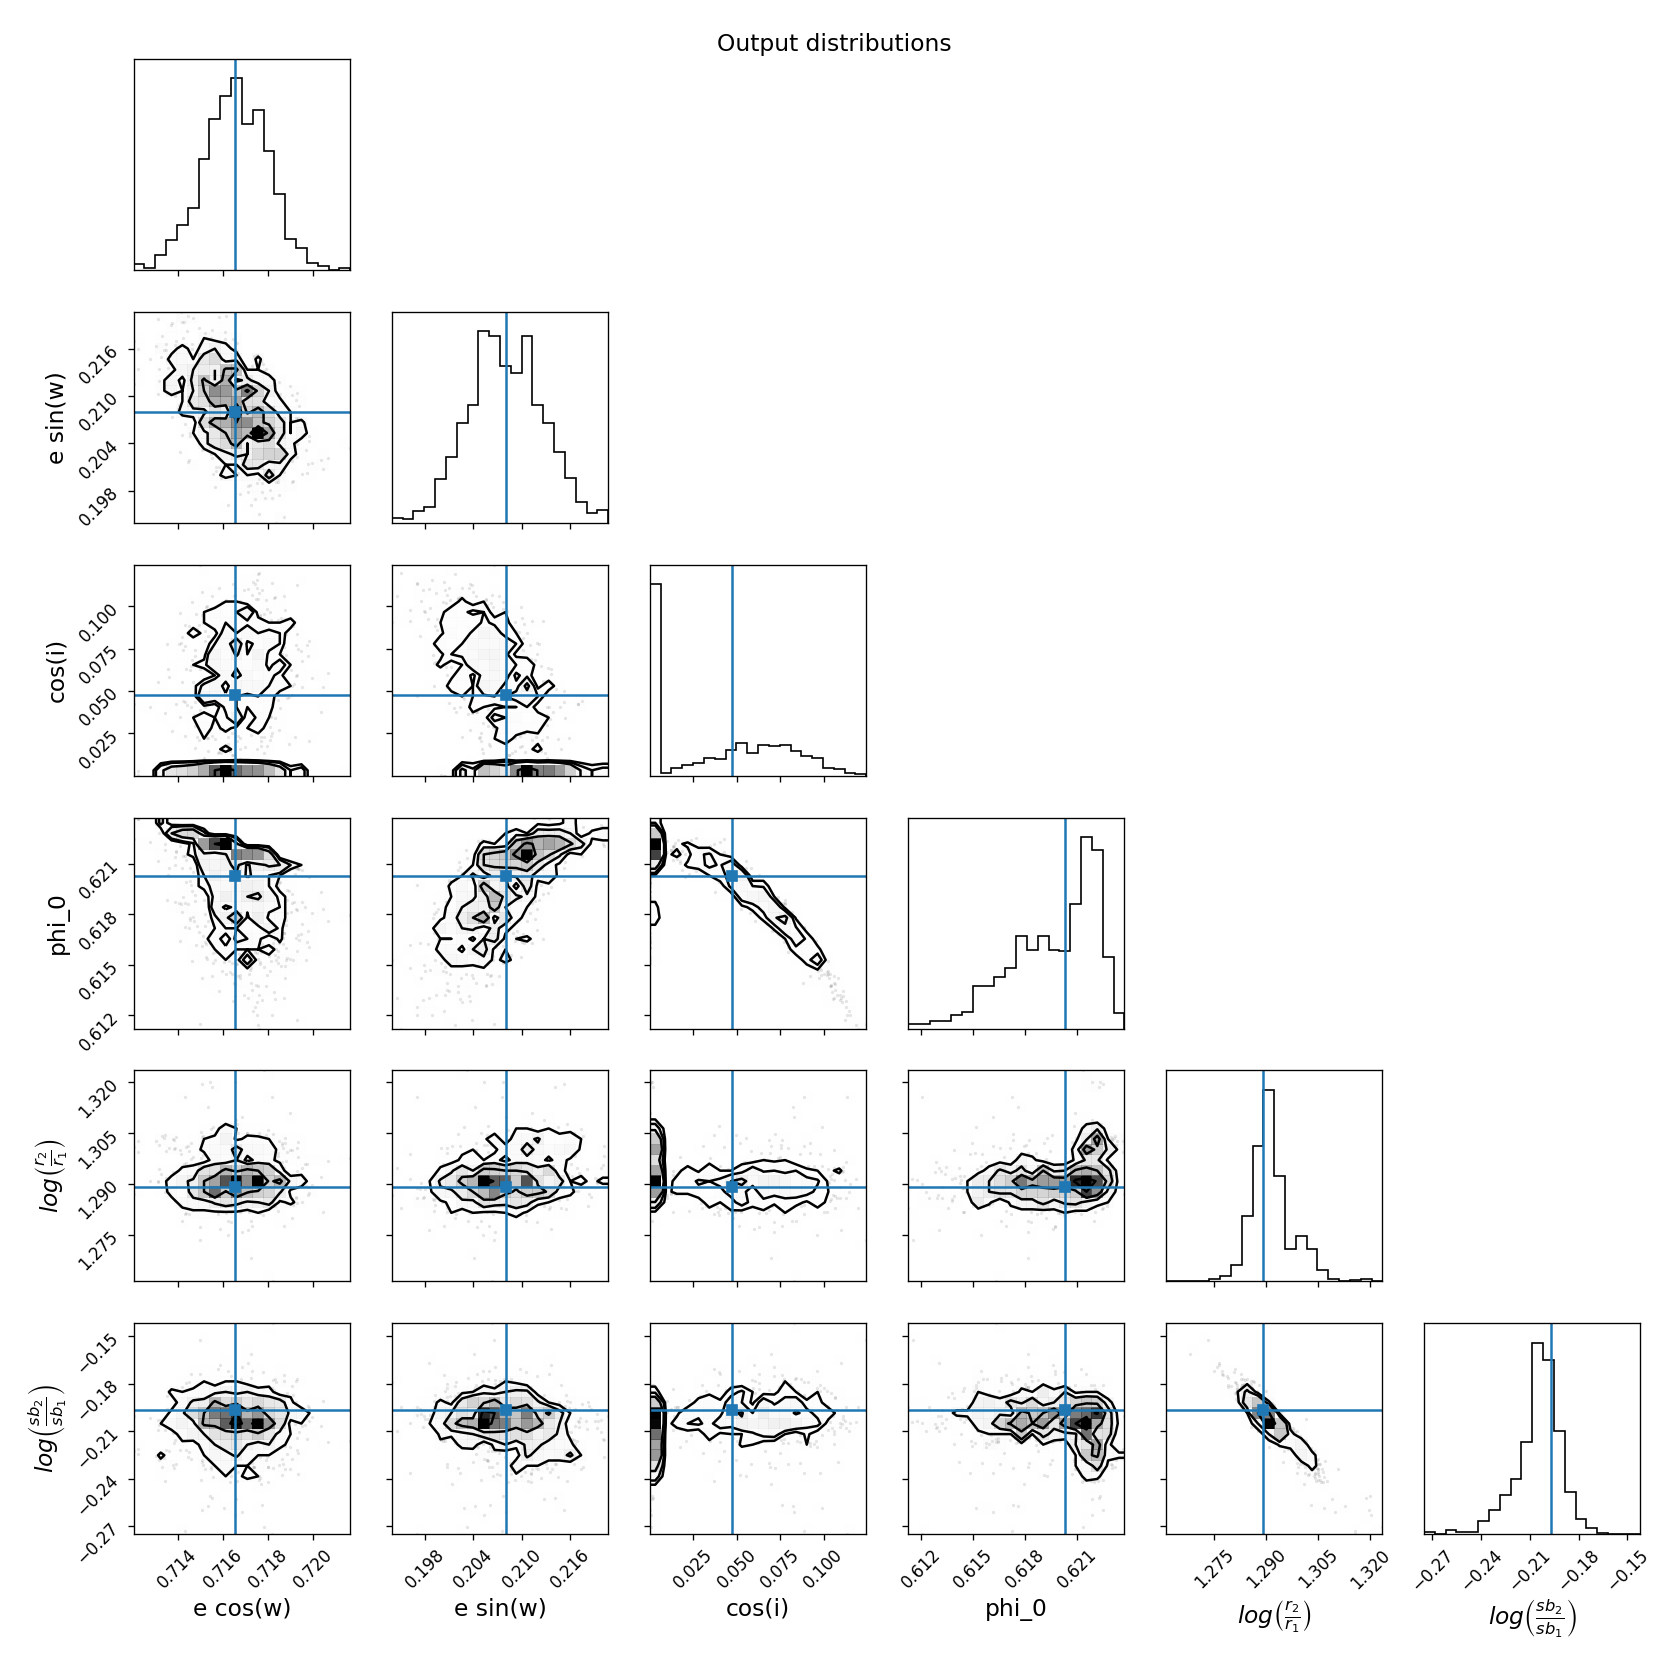 Output distributions
e sin(w)
0.216
0.210
0.204
0.198
cos(i)
0.100
0.075
0.050
0.025
phi_0
0.621
0.618
0.615
0.612
log(r₂/r₁)
1.320
1.305
1.290
1.275
log(sb₂/sb₁)
−0.15
−0.18
−0.21
−0.24
−0.27
0.714 0.716 0.718 0.720 0.198 0.204 0.210 0.216 0.025 0.050 0.075 0.100 0.612 0.615 0.618 0.621 1.275 1.290 1.305 1.320 −0.27 −0.24 −0.21 −0.18 −0.15
e cos(w) e sin(w) cos(i) phi_0 log(r₂/r₁) log(sb₂/sb₁)